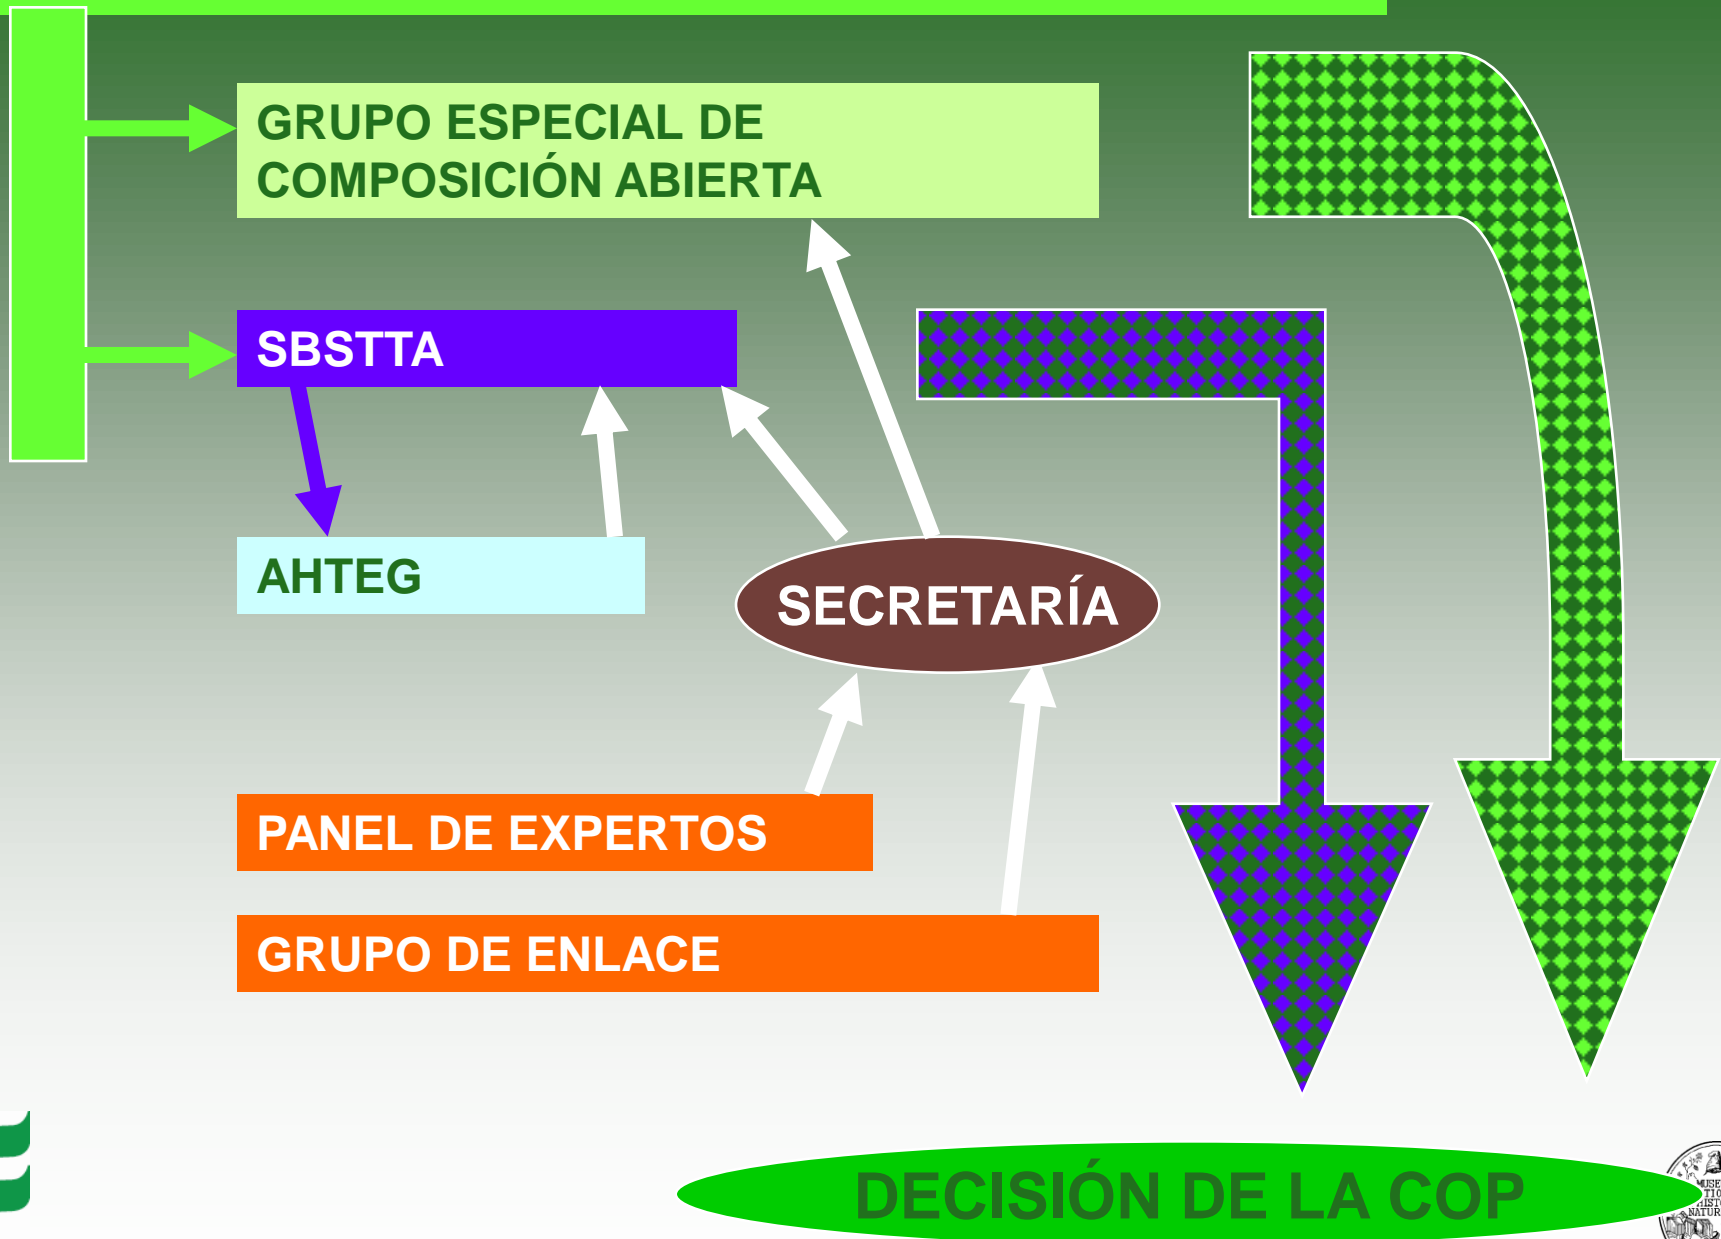 GRUPO ESPECIAL DE
COMPOSICIÓN ABIERTA
SBSTTA
AHTEG
SECRETARÍA
PANEL DE EXPERTOS
GRUPO DE ENLACE
DECISIÓN DE LA COP